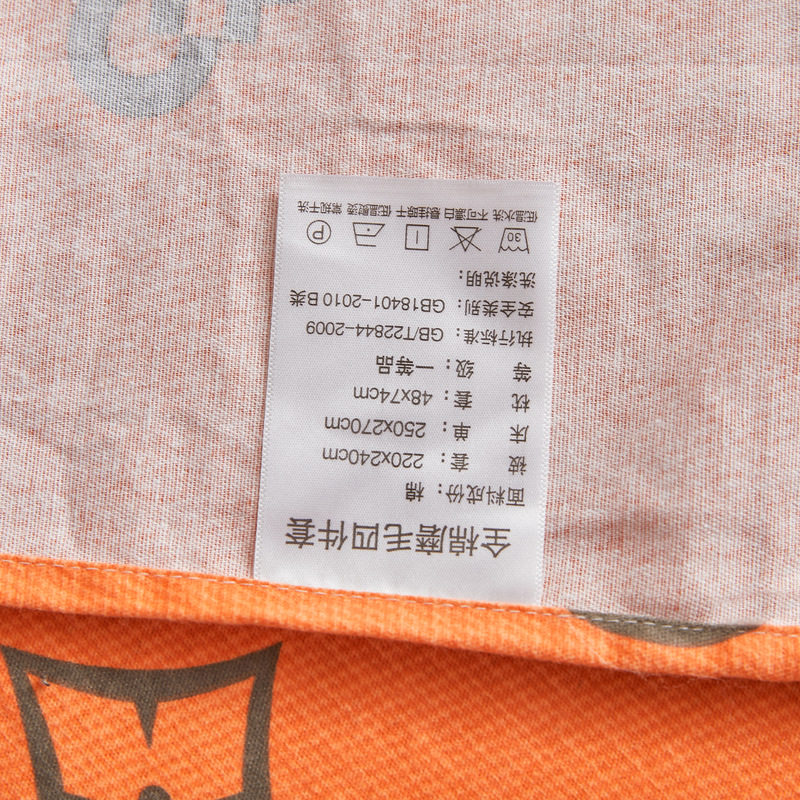 全棉磨毛四件套
面料成份：棉
被 套：220x240cm
床 单：250x270cm
枕 套：48x74cm
等 级：一等品
执行标准：GB/T22844-2009
安全类别：GB18401-2010 B类
洗涤说明：
30 P
低温水洗 不可漂白 悬挂晾干 低温熨烫 常规干洗